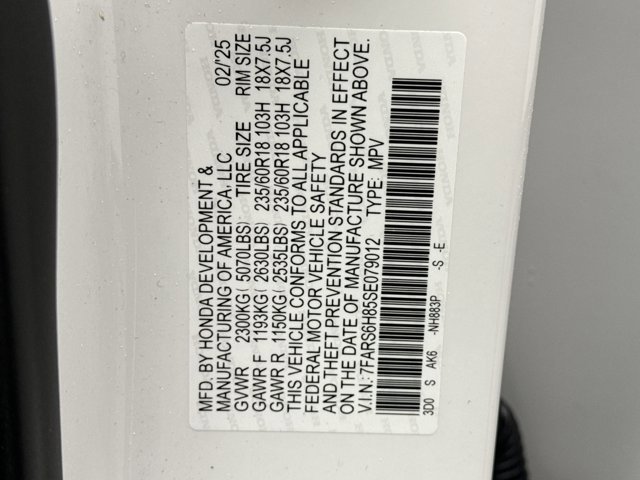 MFD. BY HONDA DEVELOPMENT & 02/'25
MANUFACTURING OF AMERICA, LLC
GVWR 2300KG ( 5070LBS) TIRE SIZE RIM SIZE
GAWR F 1193KG ( 2630LBS) 235/60R18 103H 18X7.5J
GAWR R 1150KG ( 2535LBS) 235/60R18 103H 18X7.5J
THIS VEHICLE CONFORMS TO ALL APPLICABLE
FEDERAL MOTOR VEHICLE SAFETY
AND THEFT PREVENTION STANDARDS IN EFFECT
ON THE DATE OF MANUFACTURE SHOWN ABOVE.
V.I.N.: 7FARS6H85SE079012 TYPE: MPV
3D0 S AK6 -NH883P -S -E